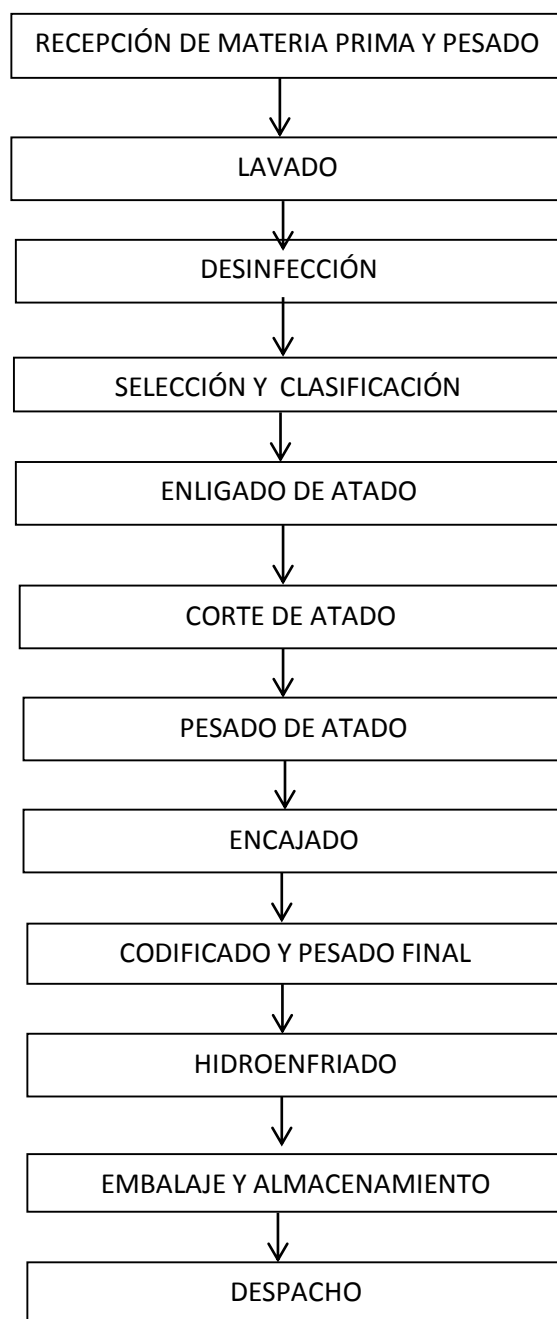 RECEPCIÓN DE MATERIA PRIMA Y PESADO
LAVADO
DESINFECCIÓN
SELECCIÓN Y CLASIFICACIÓN
ENLIGADO DE ATADO
CORTE DE ATADO
PESADO DE ATADO
ENCAJADO
CODIFICADO Y PESADO FINAL
HIDROENFRIADO
EMBALAJE Y ALMACENAMIENTO
DESPACHO